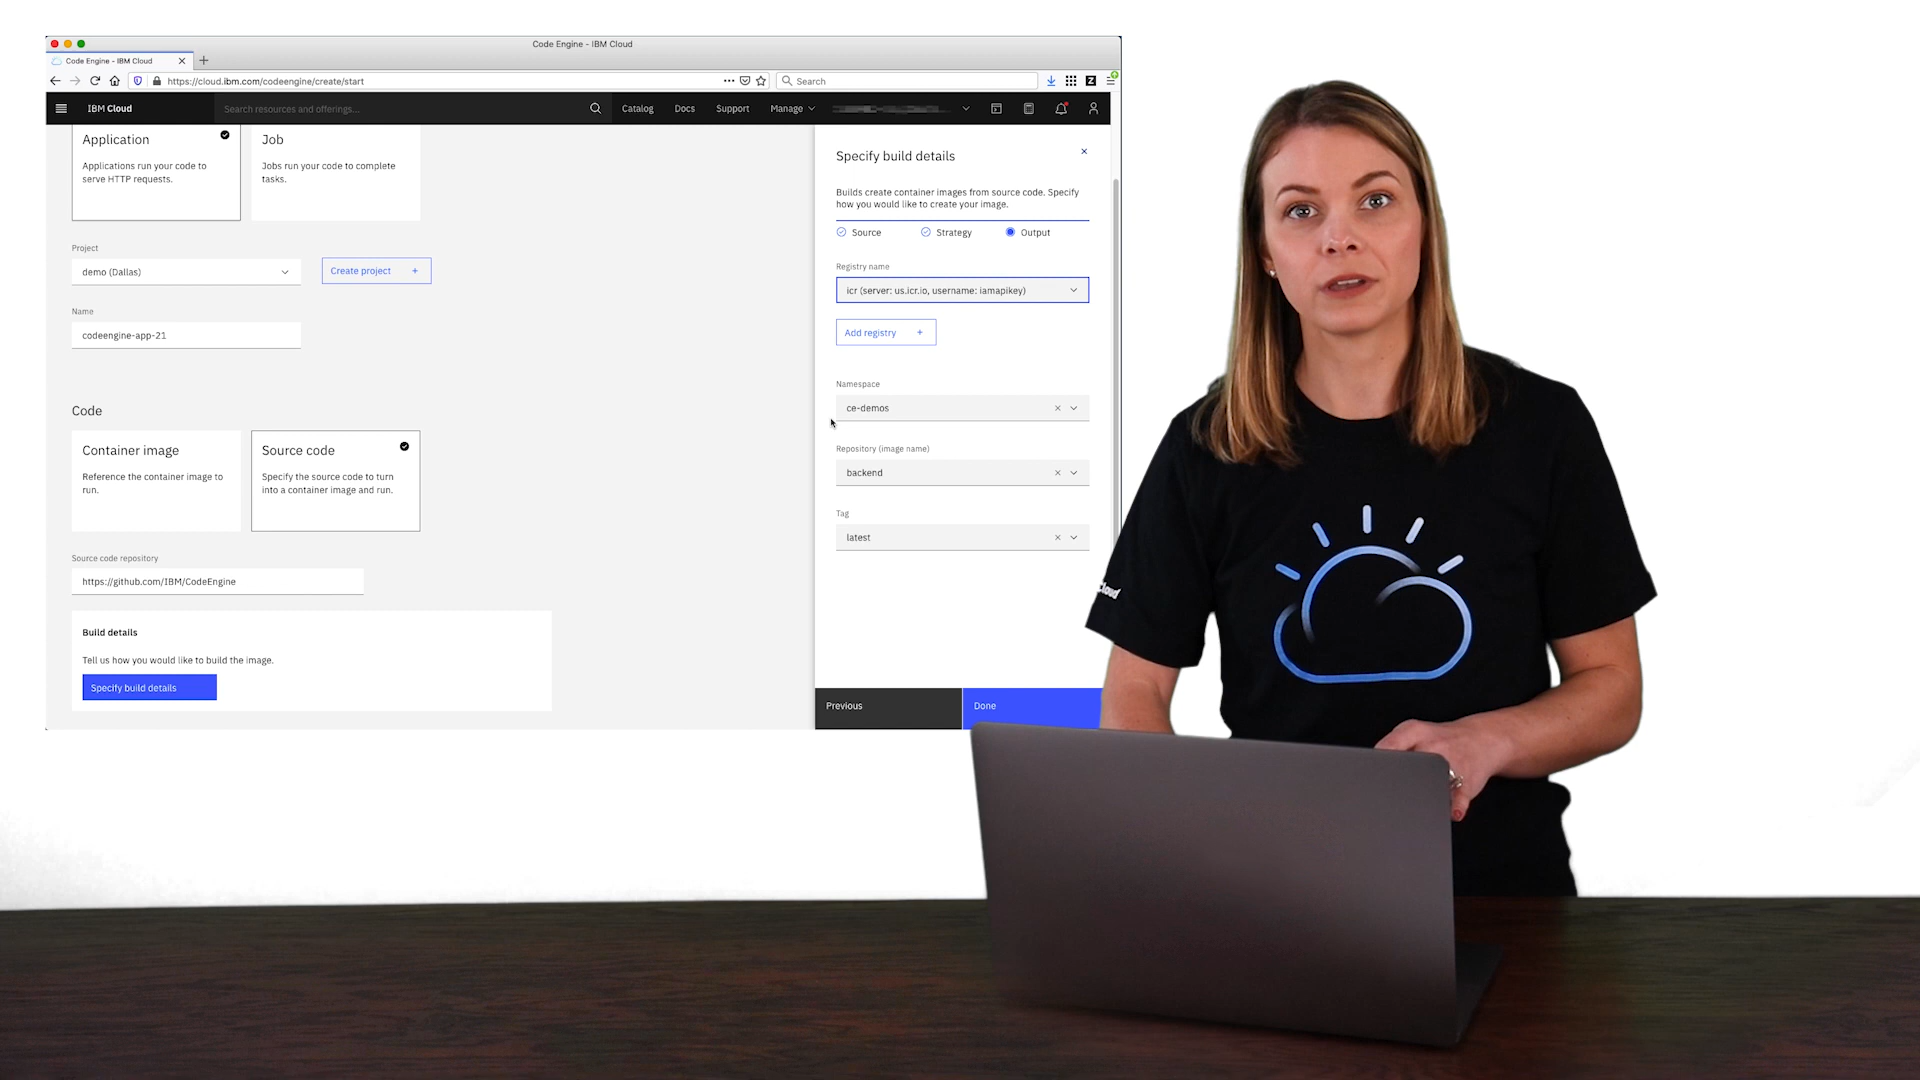 Code Engine - IBM Cloud
Code Engine - IBM Cloud
https://cloud.ibm.com/codeengine/create/start
Search
IBM Cloud
Search resources and offerings...
Catalog
Docs
Support
Manage
Application
Applications run your code to
serve HTTP requests.
Job
Jobs run your code to complete
tasks.
Project
demo (Dallas)
Create project +
Name
codeengine-app-21
Code
Container image
Reference the container image to
run.
Source code
Specify the source code to turn
into a container image and run.
Source code repository
https://github.com/IBM/CodeEngine
Build details
Tell us how you would like to build the image.
Specify build details
Specify build details
Builds create container images from source code. Specify
how you would like to create your image.
Source
Strategy
Output
Registry name
icr (server: us.icr.io, username: iamapikey)
Add registry +
Namespace
ce-demos
Repository (image name)
backend
Tag
latest
Previous
Done
Cloud